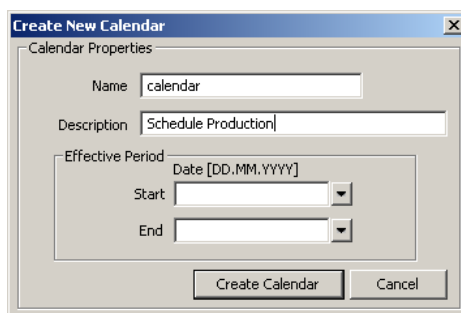 Create New Calendar
Calendar Properties
Name calendar
Description Schedule Production
Effective Period
Date [DD.MM.YYYY]
Start
End
Create Calendar Cancel